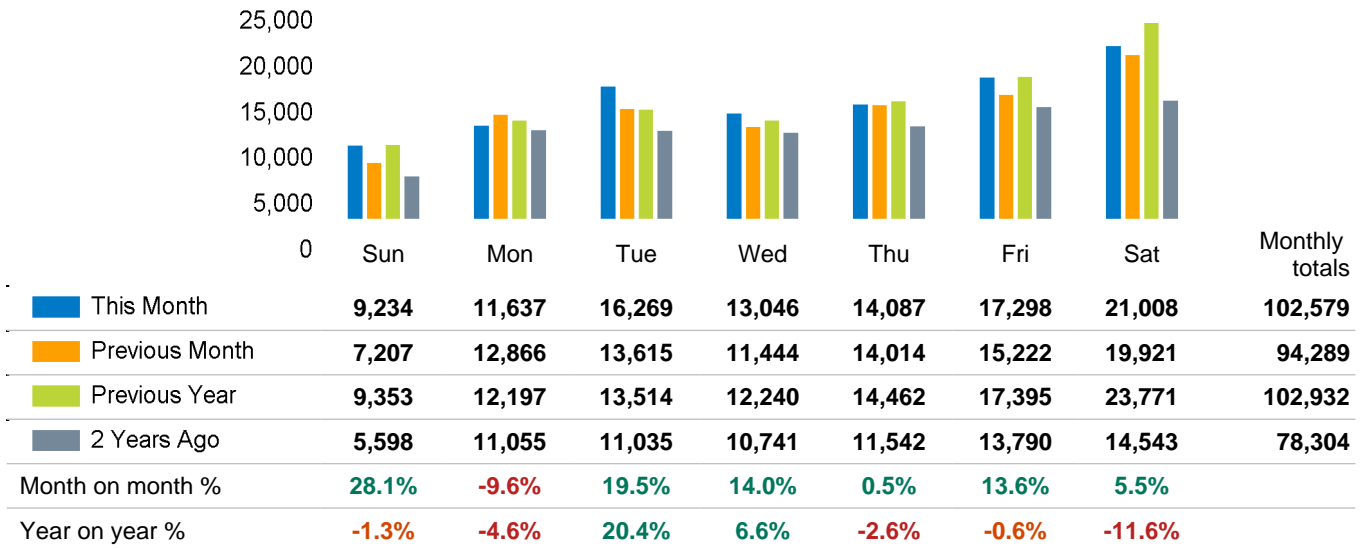 25,000
20,000
15,000
10,000
5,000
0
Sun Mon Tue Wed Thu Fri Sat Monthly totals
This Month 9,234 11,637 16,269 13,046 14,087 17,298 21,008 102,579
Previous Month 7,207 12,866 13,615 11,444 14,014 15,222 19,921 94,289
Previous Year 9,353 12,197 13,514 12,240 14,462 17,395 23,771 102,932
2 Years Ago 5,598 11,055 11,035 10,741 11,542 13,790 14,543 78,304
Month on month % 28.1% -9.6% 19.5% 14.0% 0.5% 13.6% 5.5%
Year on year % -1.3% -4.6% 20.4% 6.6% -2.6% -0.6% -11.6%